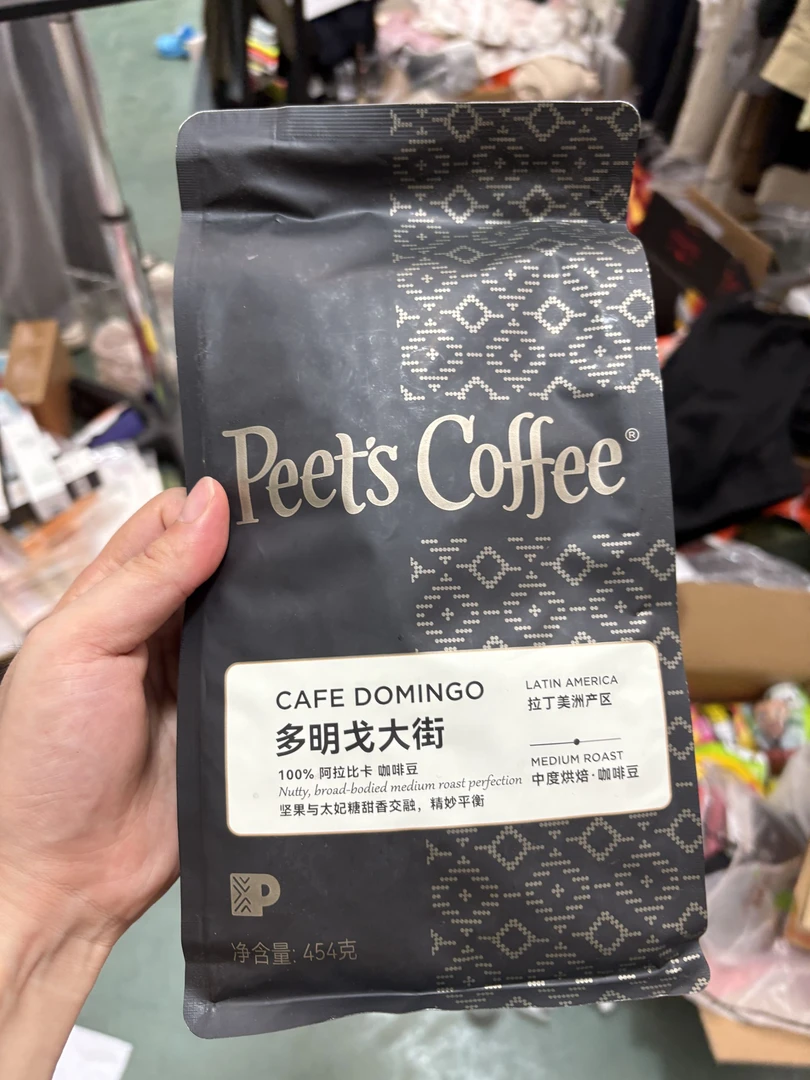 Peet's Coffee®
CAFE DOMINGO
多明戈大街
100% 阿拉比卡 咖啡豆
Nutty, broad-bodied medium roast perfection
坚果与太妃糖甜香交融，精妙平衡
LATIN AMERICA
拉丁美洲产区
MEDIUM ROAST
中度烘焙·咖啡豆
P
净含量: 454克